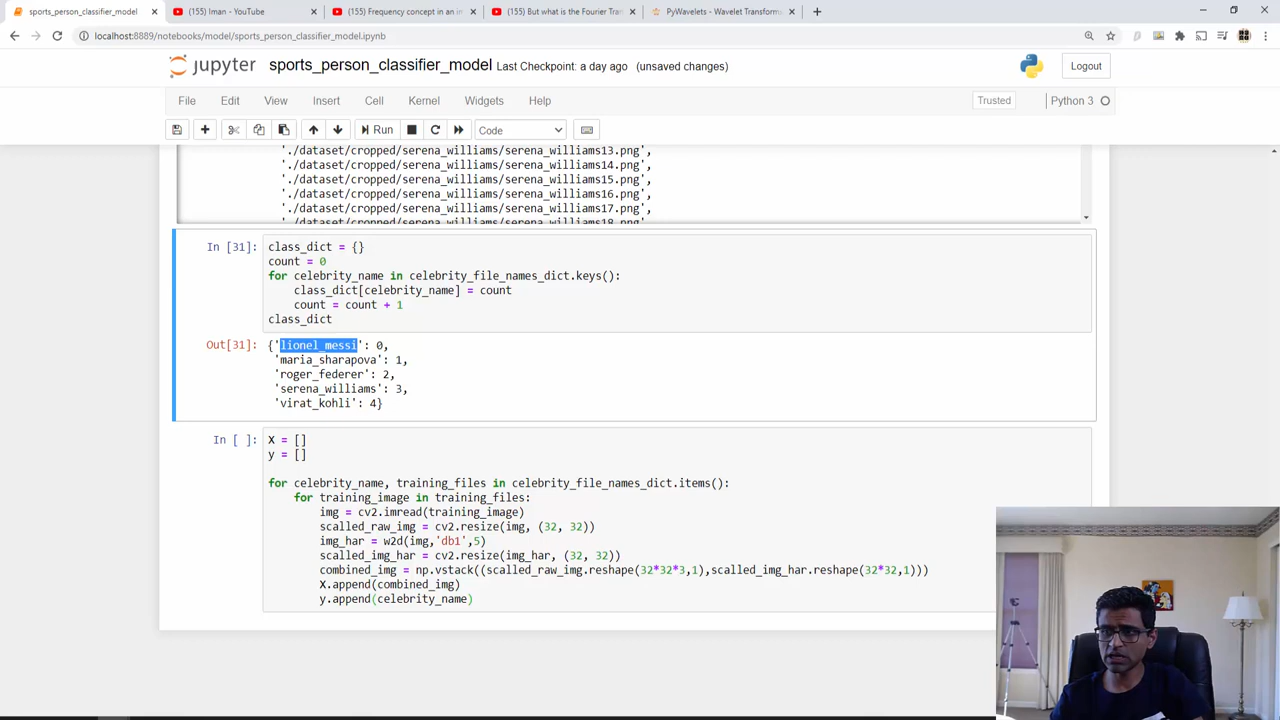 sports_person_classifier_model
(155) Iman - YouTube
(155) Frequency concept in an im
(155) But what is the Fourier Tran
PyWavelets - Wavelet Transform
localhost:8889/notebooks/model/sports_person_classifier_model.ipynb
jupyter sports_person_classifier_model Last Checkpoint: a day ago (unsaved changes)
Logout
File Edit View Insert Cell Kernel Widgets Help
Trusted
Python 3
Run
Code
'./dataset/cropped/serena_williams/serena_williams13.png',
'./dataset/cropped/serena_williams/serena_williams14.png',
'./dataset/cropped/serena_williams/serena_williams15.png',
'./dataset/cropped/serena_williams/serena_williams16.png',
'./dataset/cropped/serena_williams/serena_williams17.png',
'./dataset/cropped/serena_williams/serena_williams18.png',
In [31]: class_dict = {}
count = 0
for celebrity_name in celebrity_file_names_dict.keys():
class_dict[celebrity_name] = count
count = count + 1
class_dict
Out[31]: {'lionel_messi': 0,
'maria_sharapova': 1,
'roger_federer': 2,
'serena_williams': 3,
'virat_kohli': 4}
In [ ]: X = []
y = []
for celebrity_name, training_files in celebrity_file_names_dict.items():
for training_image in training_files:
img = cv2.imread(training_image)
scalled_raw_img = cv2.resize(img, (32, 32))
img_har = w2d(img,'db1',5)
scalled_img_har = cv2.resize(img_har, (32, 32))
combined_img = np.vstack((scalled_raw_img.reshape(32*32*3,1),scalled_img_har.reshape(32*32,1)))
X.append(combined_img)
y.append(celebrity_name)